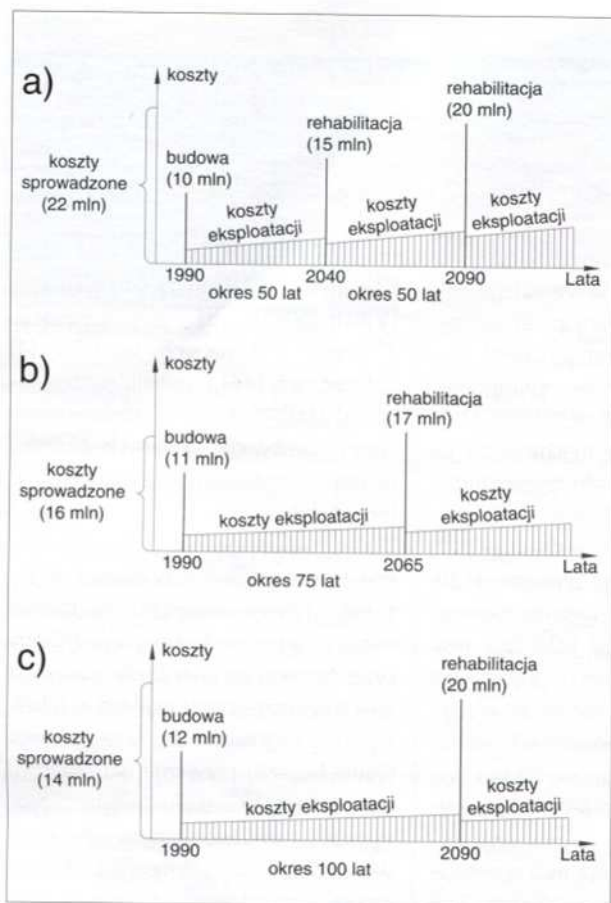 a)
koszty
koszty
sprowadzone
(22 mln)
budowa
(10 mln)
rehabilitacja
(15 mln)
rehabilitacja
(20 mln)
koszty
eksploatacji
koszty
eksploatacji
koszty
eksploatacji
1990
2040
2090
Lata
okres 50 lat
okres 50 lat
b)
koszty
koszty
sprowadzone
(16 mln)
budowa
(11 mln)
rehabilitacja
(17 mln)
koszty eksploatacji
koszty
eksploatacji
1990
2065
Lata
okres 75 lat
c)
koszty
koszty
sprowadzone
(14 mln)
budowa
(12 mln)
rehabilitacja
(20 mln)
koszty eksploatacji
koszty
eksploatacji
1990
2090
Lata
okres 100 lat